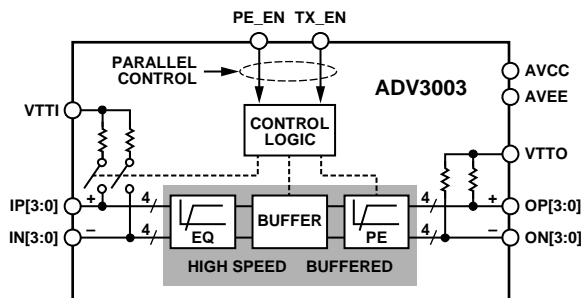 PE_EN TX_EN
PARALLEL
CONTROL
ADV3003
AVCC
AVEE
VTTI
CONTROL
LOGIC
VTTO
IP[3:0] + 4 4 + OP[3:0]
BUFFER
IN[3:0] − 4 EQ PE 4 − ON[3:0]
HIGH SPEED BUFFERED